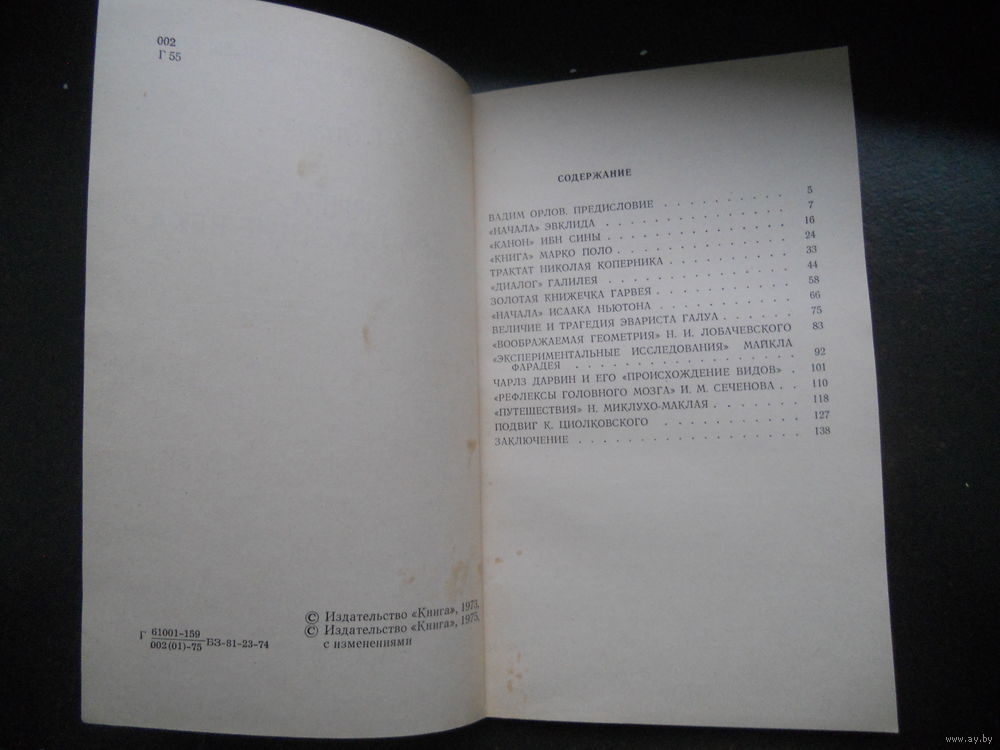 002
Г 55
Г 61001-159
002(01)-75 БЗ-81-23-74
© Издательство «Книга», 1973,
© Издательство «Книга», 1975,
с изменениями
СОДЕРЖАНИЕ
ВАДИМ ОРЛОВ. ПРЕДИСЛОВИЕ . . . . . . . . . . 5
«НАЧАЛА» ЭВКЛИДА . . . . . . . . . . . . . . 7
«КАНОН» ИБН СИНЫ . . . . . . . . . . . . . . 16
«КНИГА» МАРКО ПОЛО . . . . . . . . . . . . . 24
ТРАКТАТ НИКОЛАЯ КОПЕРНИКА . . . . . . . . . . 33
«ДИАЛОГ» ГАЛИЛЕЯ . . . . . . . . . . . . . . 44
ЗОЛОТАЯ КНИЖЕЧКА ГАРВЕЯ . . . . . . . . . . . 58
«НАЧАЛА» ИСААКА НЬЮТОНА . . . . . . . . . . . 66
ВЕЛИЧИЕ И ТРАГЕДИЯ ЭВАРИСТА ГАЛУА . . . . . . 75
«ВООБРАЖАЕМАЯ ГЕОМЕТРИЯ» Н. И. ЛОБАЧЕВСКОГО 83
«ЭКСПЕРИМЕНТАЛЬНЫЕ ИССЛЕДОВАНИЯ» МАЙКЛА
ФАРАДЕЯ . . . . . . . . . . . . . . . . . . 92
ЧАРЛЗ ДАРВИН И ЕГО «ПРОИСХОЖДЕНИЕ ВИДОВ» . 101
«РЕФЛЕКСЫ ГОЛОВНОГО МОЗГА» И. М. СЕЧЕНОВА . . 110
«ПУТЕШЕСТВИЯ» Н. МИКЛУХО-МАКЛАЯ . . . . . . . 118
ПОДВИГ К. ЦИОЛКОВСКОГО . . . . . . . . . . . 127
ЗАКЛЮЧЕНИЕ . . . . . . . . . . . . . . . . . 138
www.ay.by